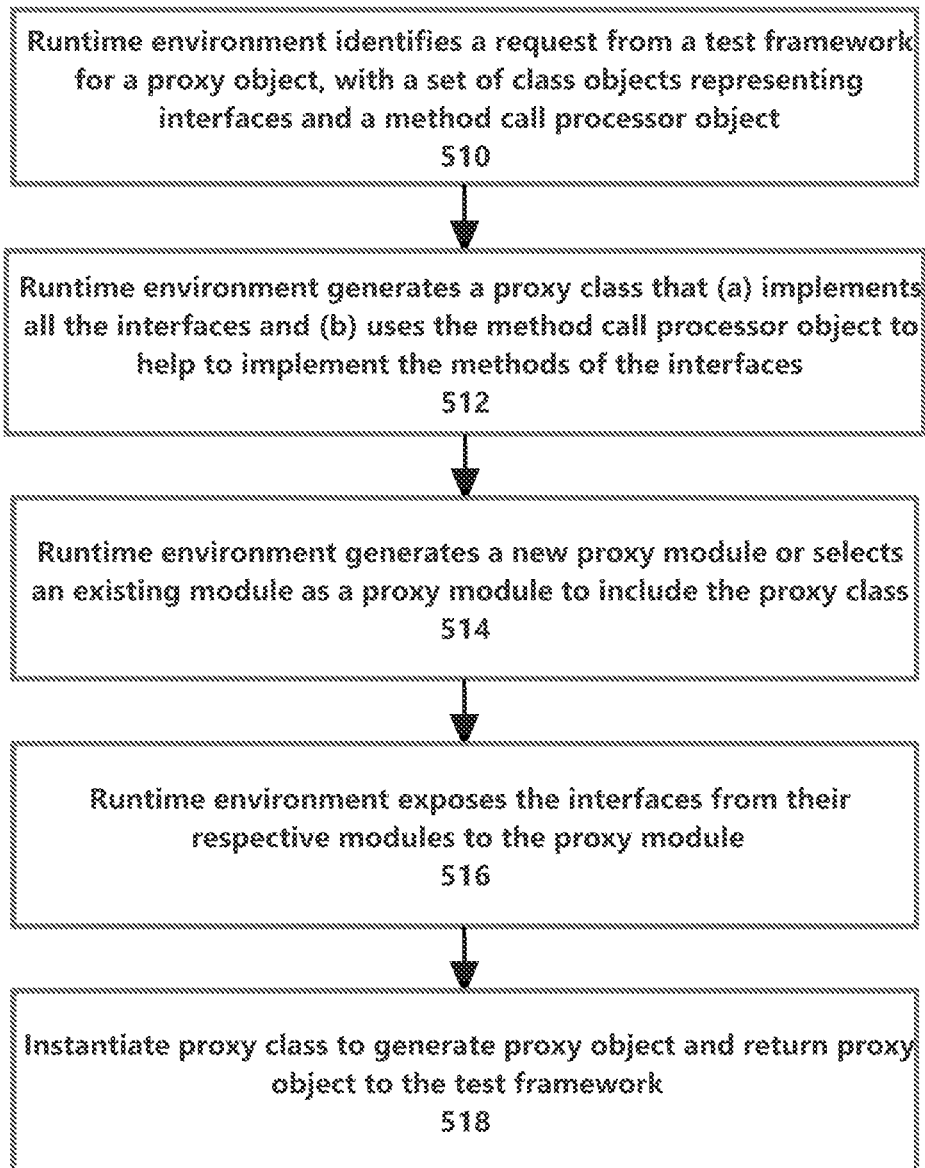 Runtime environment identifies a request from a test framework
for a proxy object, with a set of class objects representing
interfaces and a method call processor object
510
Runtime environment generates a proxy class that (a) implements
all the interfaces and (b) uses the method call processor object to
help to implement the methods of the interfaces
512
Runtime environment generates a new proxy module or selects
an existing module as a proxy module to include the proxy class
514
Runtime environment exposes the interfaces from their
respective modules to the proxy module
516
Instantiate proxy class to generate proxy object and return proxy
object to the test framework
518